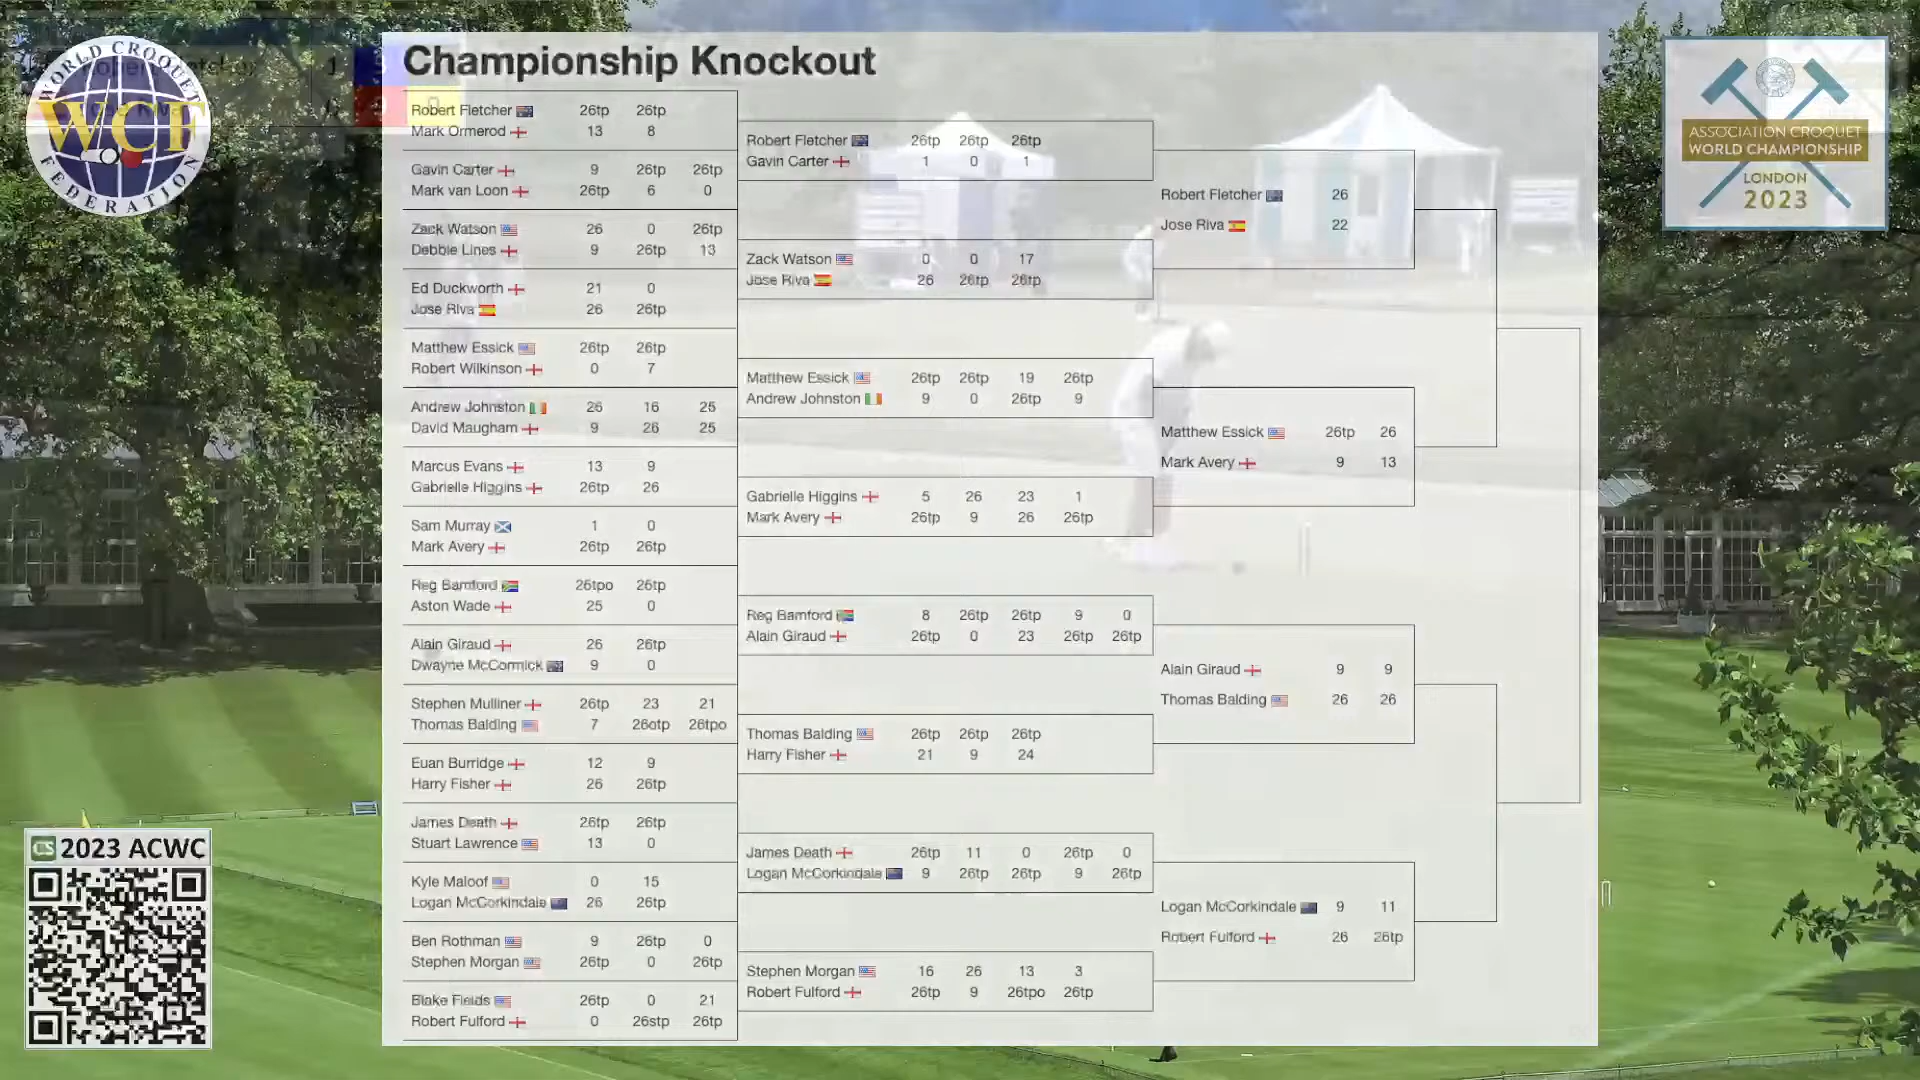 WORLD CROQUET
WCF
FEDERATION
Championship Knockout
Robert Fletcher 26tp 26tp
Mark Ormerod 13 8
Gavin Carter 9 26tp 26tp
Mark van Loon 26tp 6 0
Zack Watson 26 0 26tp
Debbie Lines 9 26tp 13
Ed Duckworth 21 0
Jose Riva 26 26tp
Matthew Essick 26tp 26tp
Robert Wilkinson 0 7
Andrew Johnston 26 16 25
David Maugham 9 26 25
Marcus Evans 13 9
Gabrielle Higgins 26tp 26
Sam Murray 1 0
Mark Avery 26tp 26tp
Reg Bamford 26tpo 26tp
Aston Wade 25 0
Alain Giraud 26 26tp
Dwayne McCormick 9 0
Stephen Mulliner 26tp 23 21
Thomas Balding 7 26otp 26tpo
Euan Burridge 12 9
Harry Fisher 26 26tp
James Death 26tp 26tp
Stuart Lawrence 13 0
Kyle Maloof 0 15
Logan McCorkindale 26 26tp
Ben Rothman 9 26tp 0
Stephen Morgan 26tp 0 26tp
Blake Fields 26tp 0 21
Robert Fulford 0 26stp 26tp
Robert Fletcher 26tp 26tp 26tp
Gavin Carter 1 0 1
Zack Watson 0 0 17
Jose Riva 26 26tp 26tp
Matthew Essick 26tp 26tp 19 26tp
Andrew Johnston 9 0 26tp 9
Gabrielle Higgins 5 26 23 1
Mark Avery 26tp 9 26 26tp
Reg Bamford 8 26tp 26tp 9 0
Alain Giraud 26tp 0 23 26tp 26tp
Thomas Balding 26tp 26tp 26tp
Harry Fisher 21 9 24
James Death 26tp 11 0 26tp 0
Logan McCorkindale 9 26tp 26tp 9 26tp
Stephen Morgan 16 26 13 3
Robert Fulford 26tp 9 26tpo 26tp
Robert Fletcher 26
Jose Riva 22
Matthew Essick 26tp 26
Mark Avery 9 13
Alain Giraud 9 9
Thomas Balding 26 26
Logan McCorkindale 9 11
Robert Fulford 26 26tp
ASSOCIATION CROQUET
WORLD CHAMPIONSHIP
LONDON
2023
CS 2023 ACWC